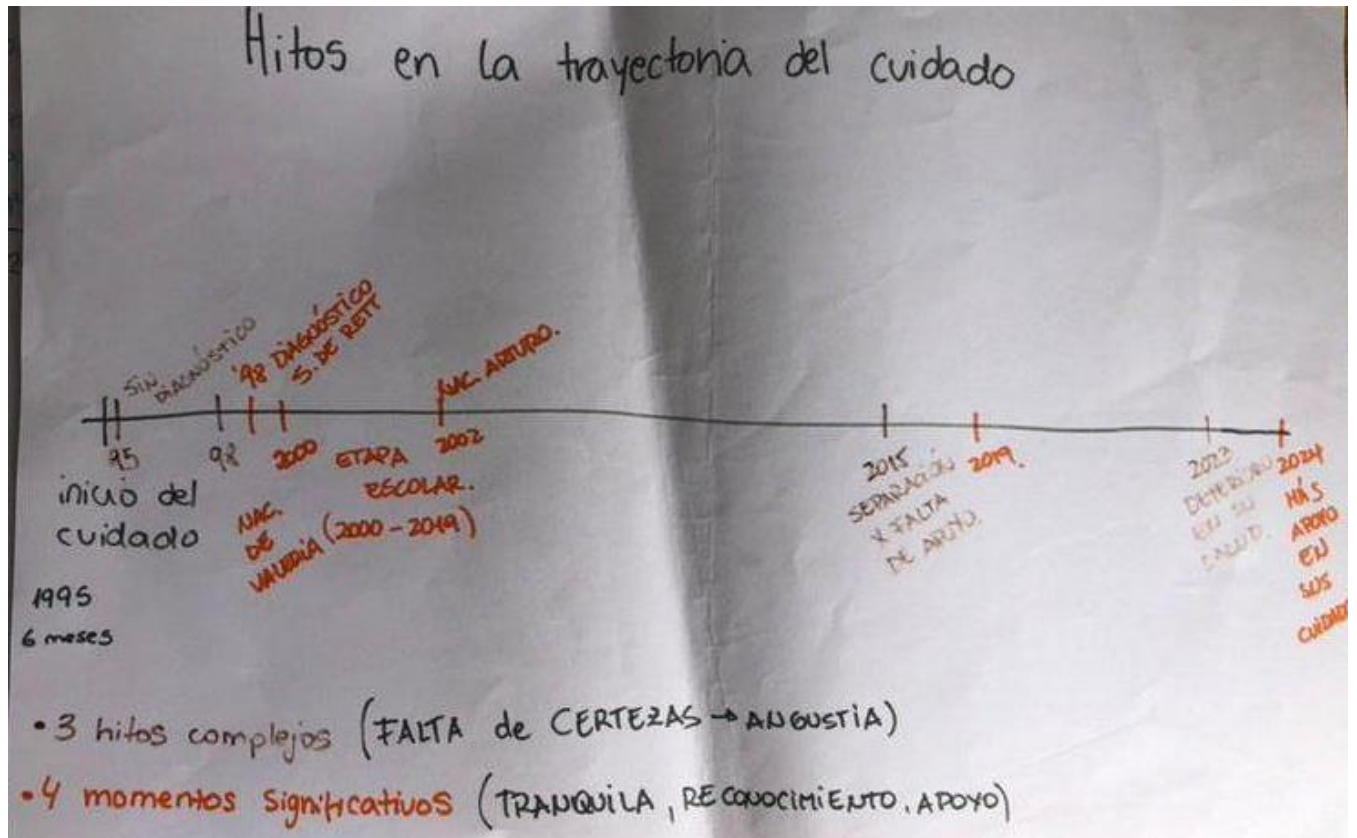 Hitos en la trayectoria del cuidado
SIN
DIAGNÓSTICO
'98 DIAGNÓSTICO
S. DE RETT
NAC. ARTURO.
95
98
2000
ETAPA
ESCOLAR.
(2000-2019)
2002
2015
2019.
2023
2024
inicio del
cuidado
NAC.
DE
VALERIA
SEPARACIÓN
Y FALTA
DE APOYO.
DETERIORO
EN SU
SALUD.
MÁS
APOYO
EN
SUS
CUIDADOS
1995
6 meses
• 3 hitos complejos (FALTA de CERTEZAS → ANGUSTIA)
• 4 momentos significativos (TRANQUILA, RECONOCIMIENTO, APOYO)